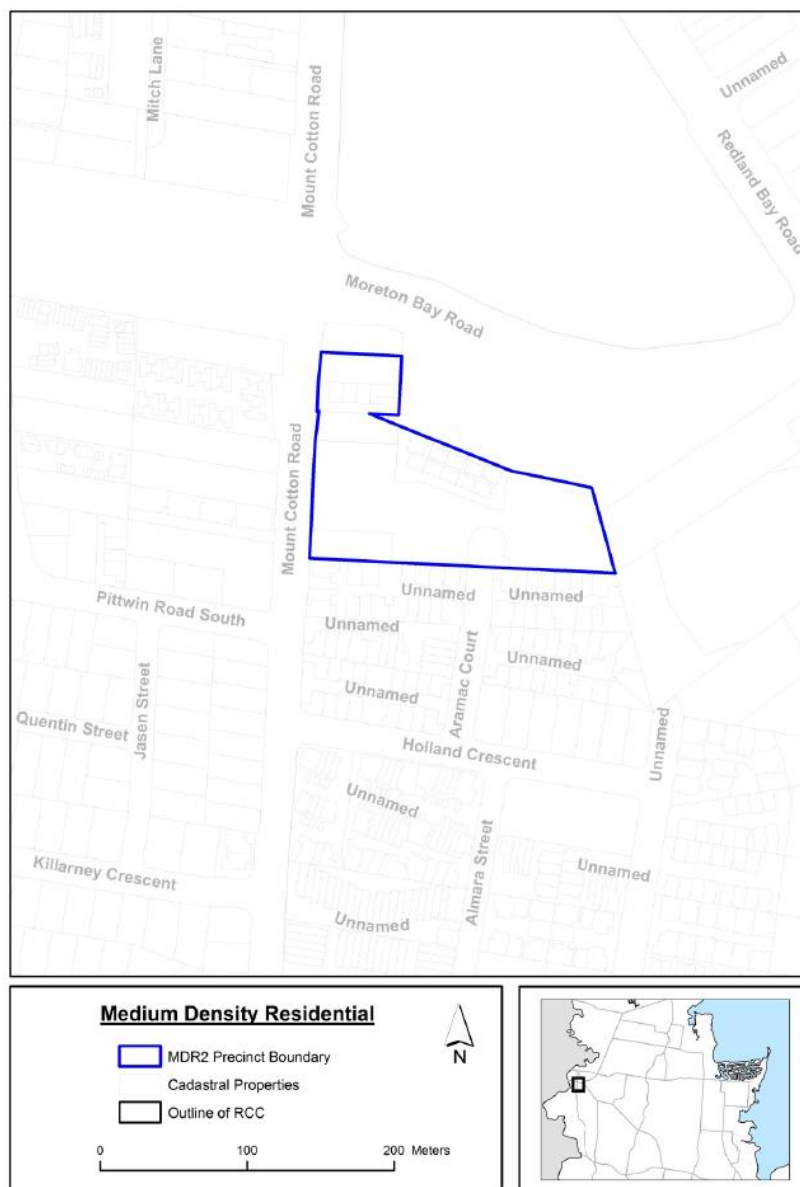 Mitch Lane
Mount Cotton Road
Unnamed
Redland Bay Road
Moreton Bay Road
Mount Cotton Road
Pittwin Road South
Unnamed
Unnamed
Unnamed
Unnamed
Aramac Court
Jasen Street
Unnamed
Quentin Street
Holland Crescent
Unnamed
Unnamed
Almara Street
Killarney Crescent
Unnamed
Unnamed
Medium Density Residential
MDR2 Precinct Boundary
Cadastral Properties
Outline of RCC
N
0 100 200 Meters